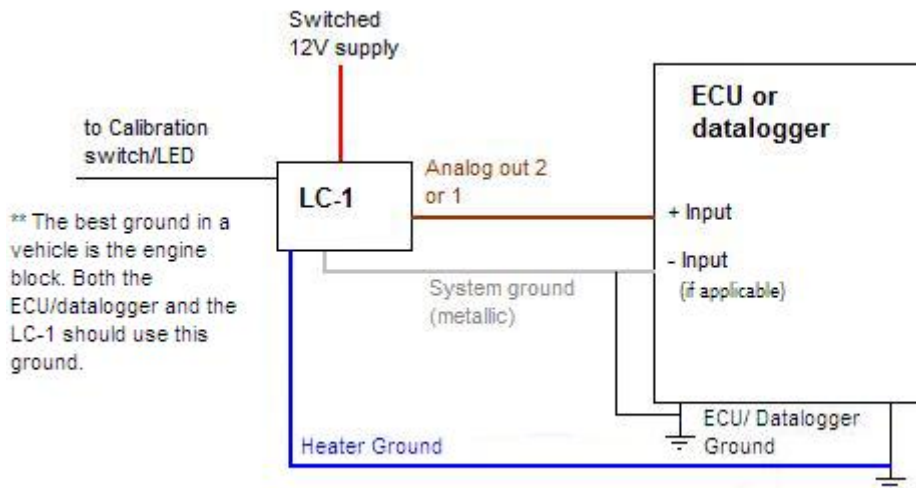 Switched
12V supply
to Calibration
switch/LED
LC-1
Analog out 2
or 1
ECU or
datalogger
+ Input
- Input
(if applicable)
System ground
(metallic)
** The best ground in a
vehicle is the engine
block. Both the
ECU/datalogger and the
LC-1 should use this
ground.
Heater Ground
ECU/ Datalogger
Ground